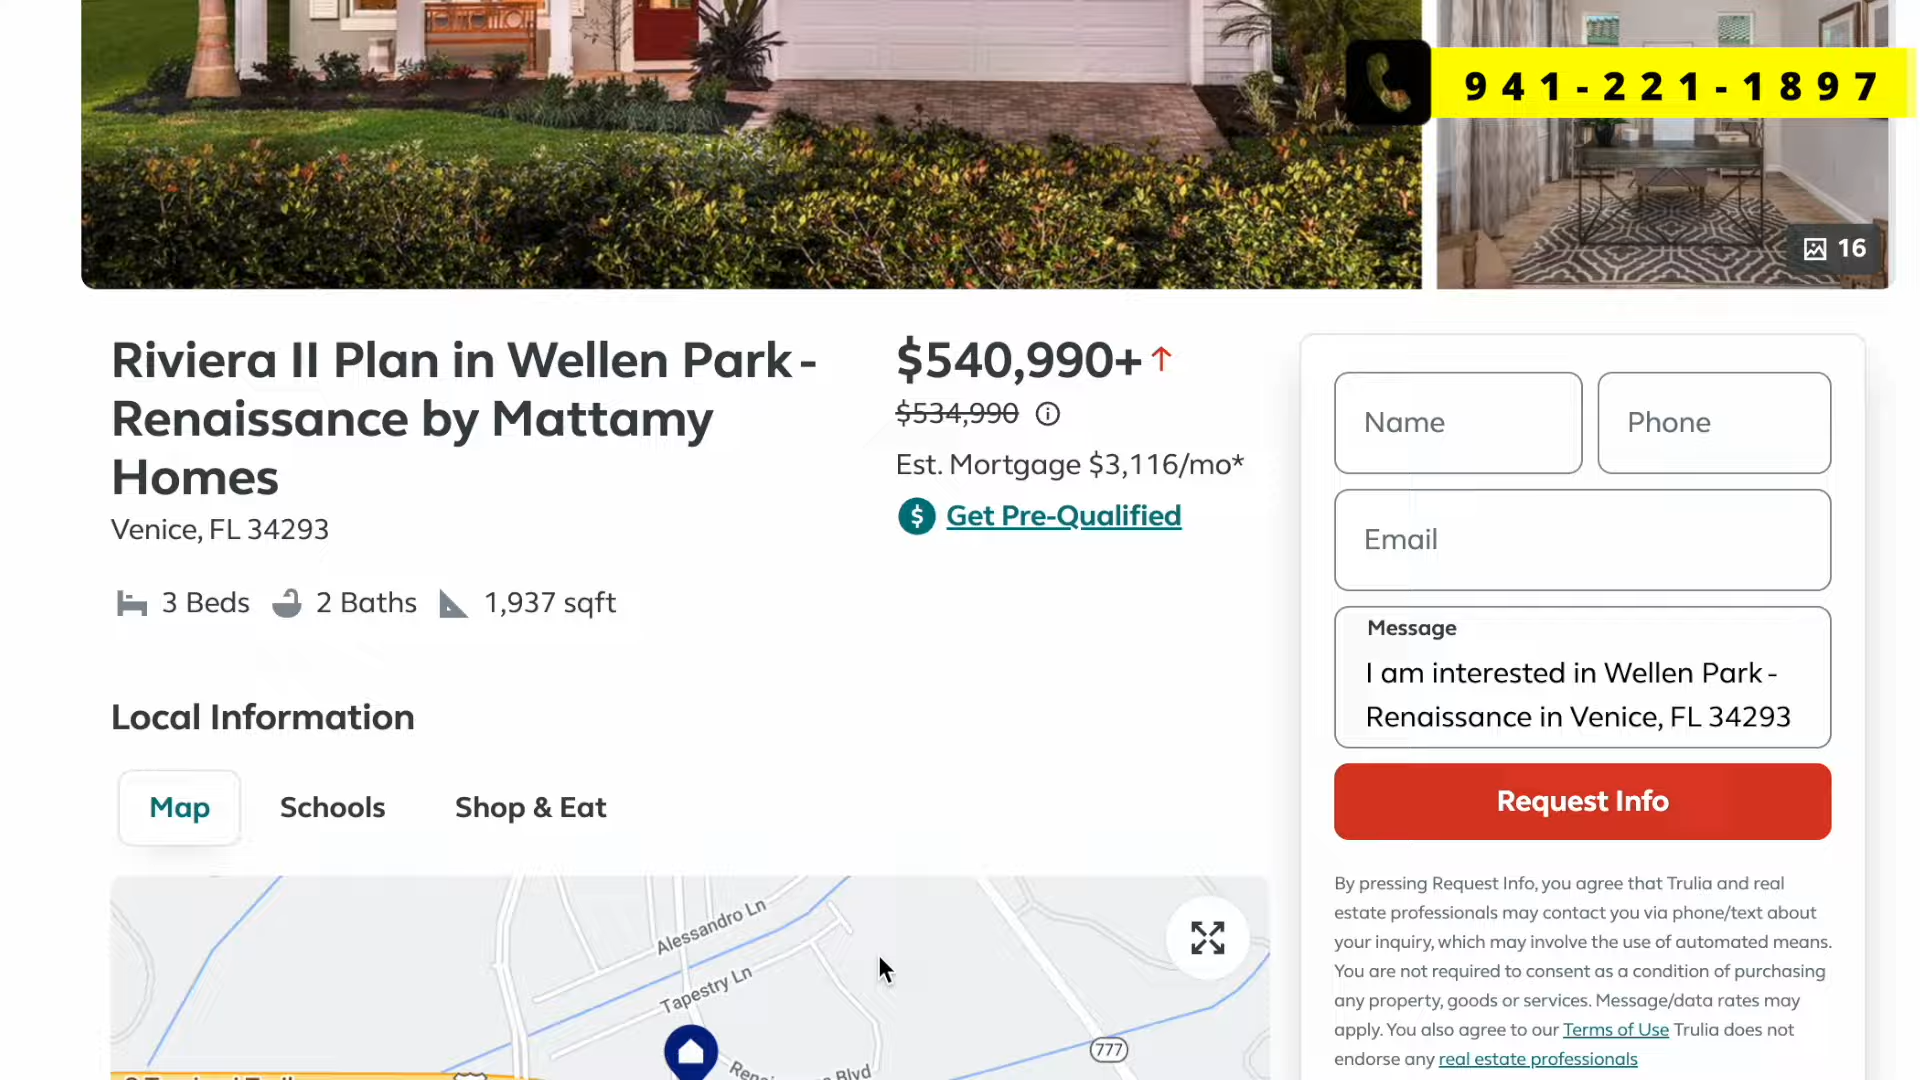 941-221-1897
16
Riviera II Plan in Wellen Park -
Renaissance by Mattamy
Homes
Venice, FL 34293
3 Beds
2 Baths
1,937 sqft
$540,990+
$534,990
Est. Mortgage $3,116/mo*
Get Pre-Qualified
Local Information
Map
Schools
Shop & Eat
Alessandro Ln
Tapestry Ln
777
Blvd
Name
Phone
Email
Message
I am interested in Wellen Park -
Renaissance in Venice, FL 34293
Request Info
By pressing Request Info, you agree that Trulia and real
estate professionals may contact you via phone/text about
your inquiry, which may involve the use of automated means.
You are not required to consent as a condition of purchasing
any property, goods or services. Message/data rates may
apply. You also agree to our Terms of Use Trulia does not
endorse any real estate professionals